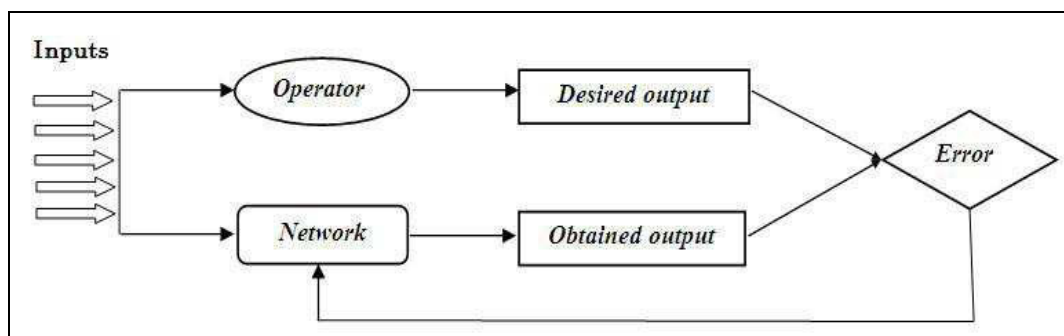 Inputs
Operator
Desired output
Error
Network
Obtained output